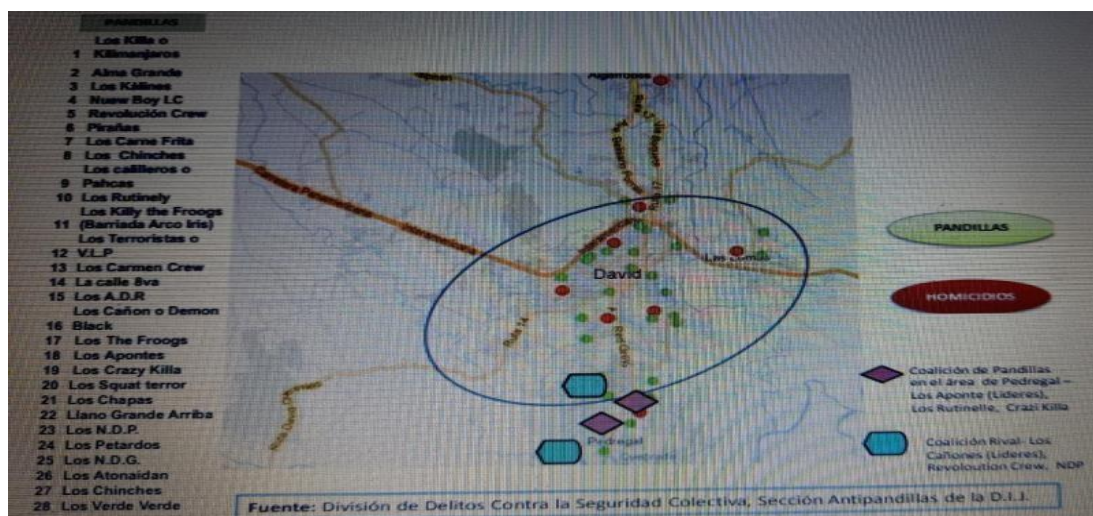 PANDILLAS
Los Killa o
1 Kilimanjaros
2 Alma Grande
3 Los Kálines
4 Nuew Boy LC
5 Revolución Crew
6 Pirañas
7 Los Carne Frita
8 Los Chinches
Los calilleros o
9 Pahcas
10 Los Rutinely
Los Killy the Froogs
11 (Barriada Arco Iris)
Los Terroristas o
12 V.L.P
13 Los Carmen Crew
14 La calle 8va
15 Los A.D.R
Los Cañon o Demon
16 Black
17 Los The Froogs
18 Los Apontes
19 Los Crazy Killa
20 Los Squat terror
21 Los Chapas
22 Llano Grande Arriba
23 Los N.D.P.
24 Los Petardos
25 Los N.D.G.
26 Los Atonaidan
27 Los Chinches
28 Los Verde Verde
Ruta 17
David
Ruta 14
Pedregal
PANDILLAS
HOMICIDIOS
Coalición de Pandillas
en el área de Pedregal –
Los Aponte (Lideres),
Los Rutinelle, Crazi Killa
Coalición Rival- Los
Cañones (Lideres),
Revoloution Crew, NDP
Fuente: División de Delitos Contra la Seguridad Colectiva, Sección Antipandillas de la D.I.J.